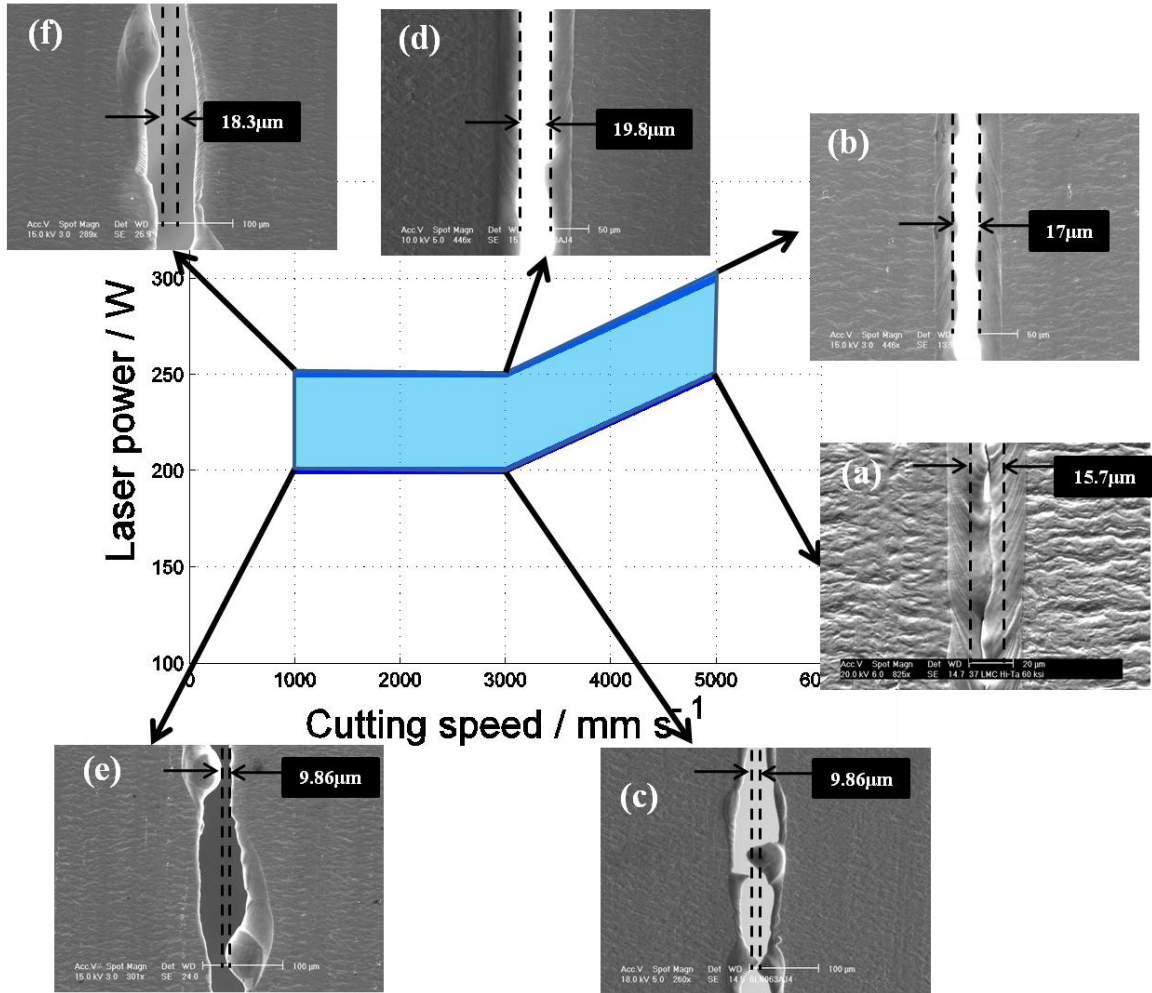 (f)
18.3µm
Acc.V Spot Magn Det WD
15.0 kV 3.0 289x SE 25.9
100 µm
(d)
19.8µm
Acc.V Spot Magn Det
10.0 kV 5.0 446x SE
50 µm
(b)
17µm
Acc.V Spot Magn Det WD
15.0 kV 3.0 446x SE
50 µm
(a)
15.7µm
Acc.V Spot Magn Det WD 20 µm
20.0 kV 6.0 825x SE 14.7 37 LMC Hi-Ta 60 ksi
Laser power / W
300
250
200
150
100
0 1000 2000 3000 4000 5000
Cutting speed / mm s-1
(e)
9.86µm
Acc.V Spot Magn Det WD
15.0 kV 3.0 301x SE 24.0
100 µm
(c)
9.86µm
Acc.V Spot Magn Det WD
18.0 kV 5.0 260x SE
100 µm